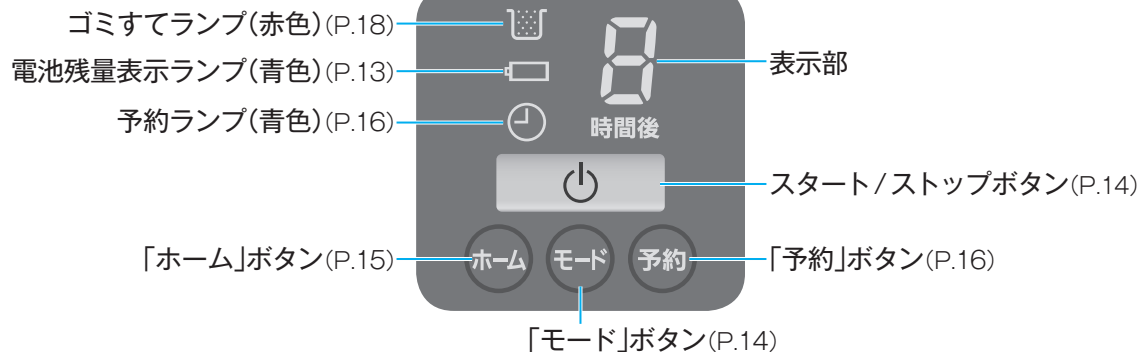 ゴミすてランプ(赤色)(P.18)
電池残量表示ランプ(青色)(P.13)
予約ランプ(青色)(P.16)
8
時間後
表示部
スタート/ストップボタン(P.14)
「ホーム」ボタン(P.15)
ホーム
モード
予約
「予約」ボタン(P.16)
「モード」ボタン(P.14)